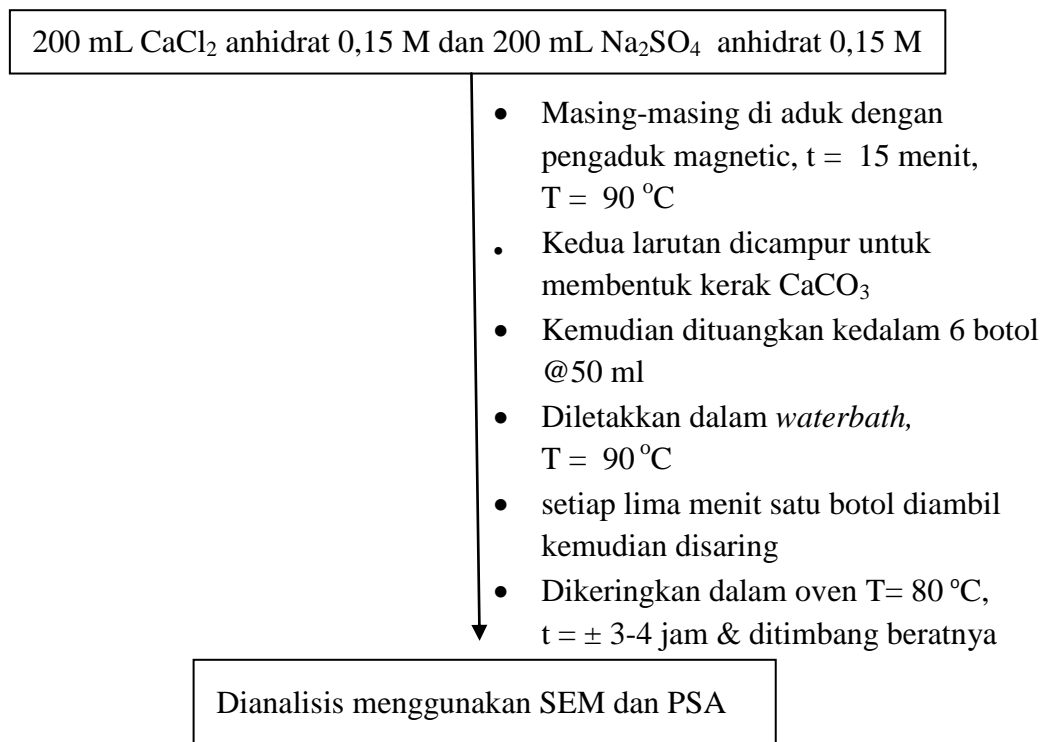 200 mL CaCl₂ anhidrat 0,15 M dan 200 mL Na₂SO₄ anhidrat 0,15 M
• Masing-masing di aduk dengan
pengaduk magnetic, t = 15 menit,
T = 90 °C
• Kedua larutan dicampur untuk
membentuk kerak CaCO₃
• Kemudian dituangkan kedalam 6 botol
@50 ml
• Diletakkan dalam waterbath,
T = 90 °C
• setiap lima menit satu botol diambil
kemudian disaring
• Dikeringkan dalam oven T= 80 °C,
t = ± 3-4 jam & ditimbang beratnya
Dianalisis menggunakan SEM dan PSA